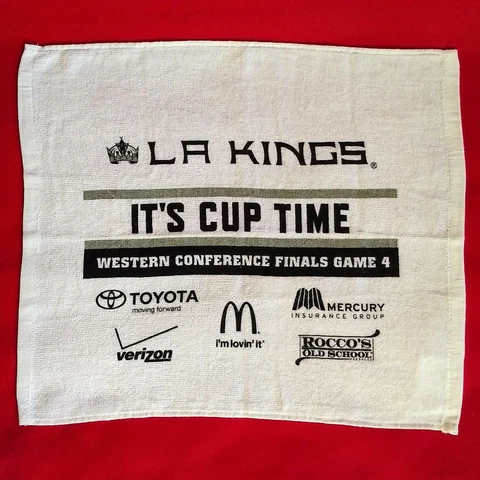 LA KINGS®
IT'S CUP TIME
WESTERN CONFERENCE FINALS GAME 4
TOYOTA
moving forward
verizon
M
i'm lovin' it®
MERCURY
INSURANCE GROUP
ROCCO'S
OLD SCHOOL